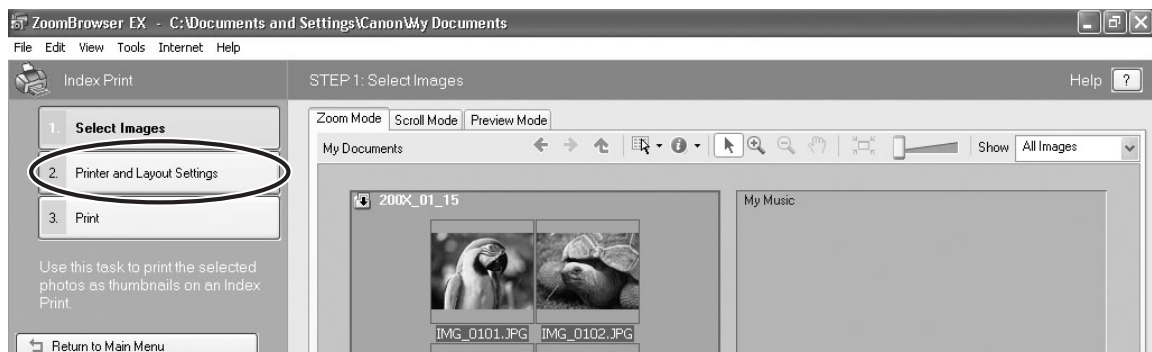 ZoomBrowser EX - C:\Documents and Settings\Canon\My Documents
File Edit View Tools Internet Help
Index Print
STEP 1: Select Images
Help ?
1. Select Images
2. Printer and Layout Settings
3. Print
Use this task to print the selected
photos as thumbnails on an Index
Print.
Return to Main Menu
Zoom Mode Scroll Mode Preview Mode
My Documents
Show All Images
200X_01_15
My Music
IMG_0101.JPG IMG_0102.JPG